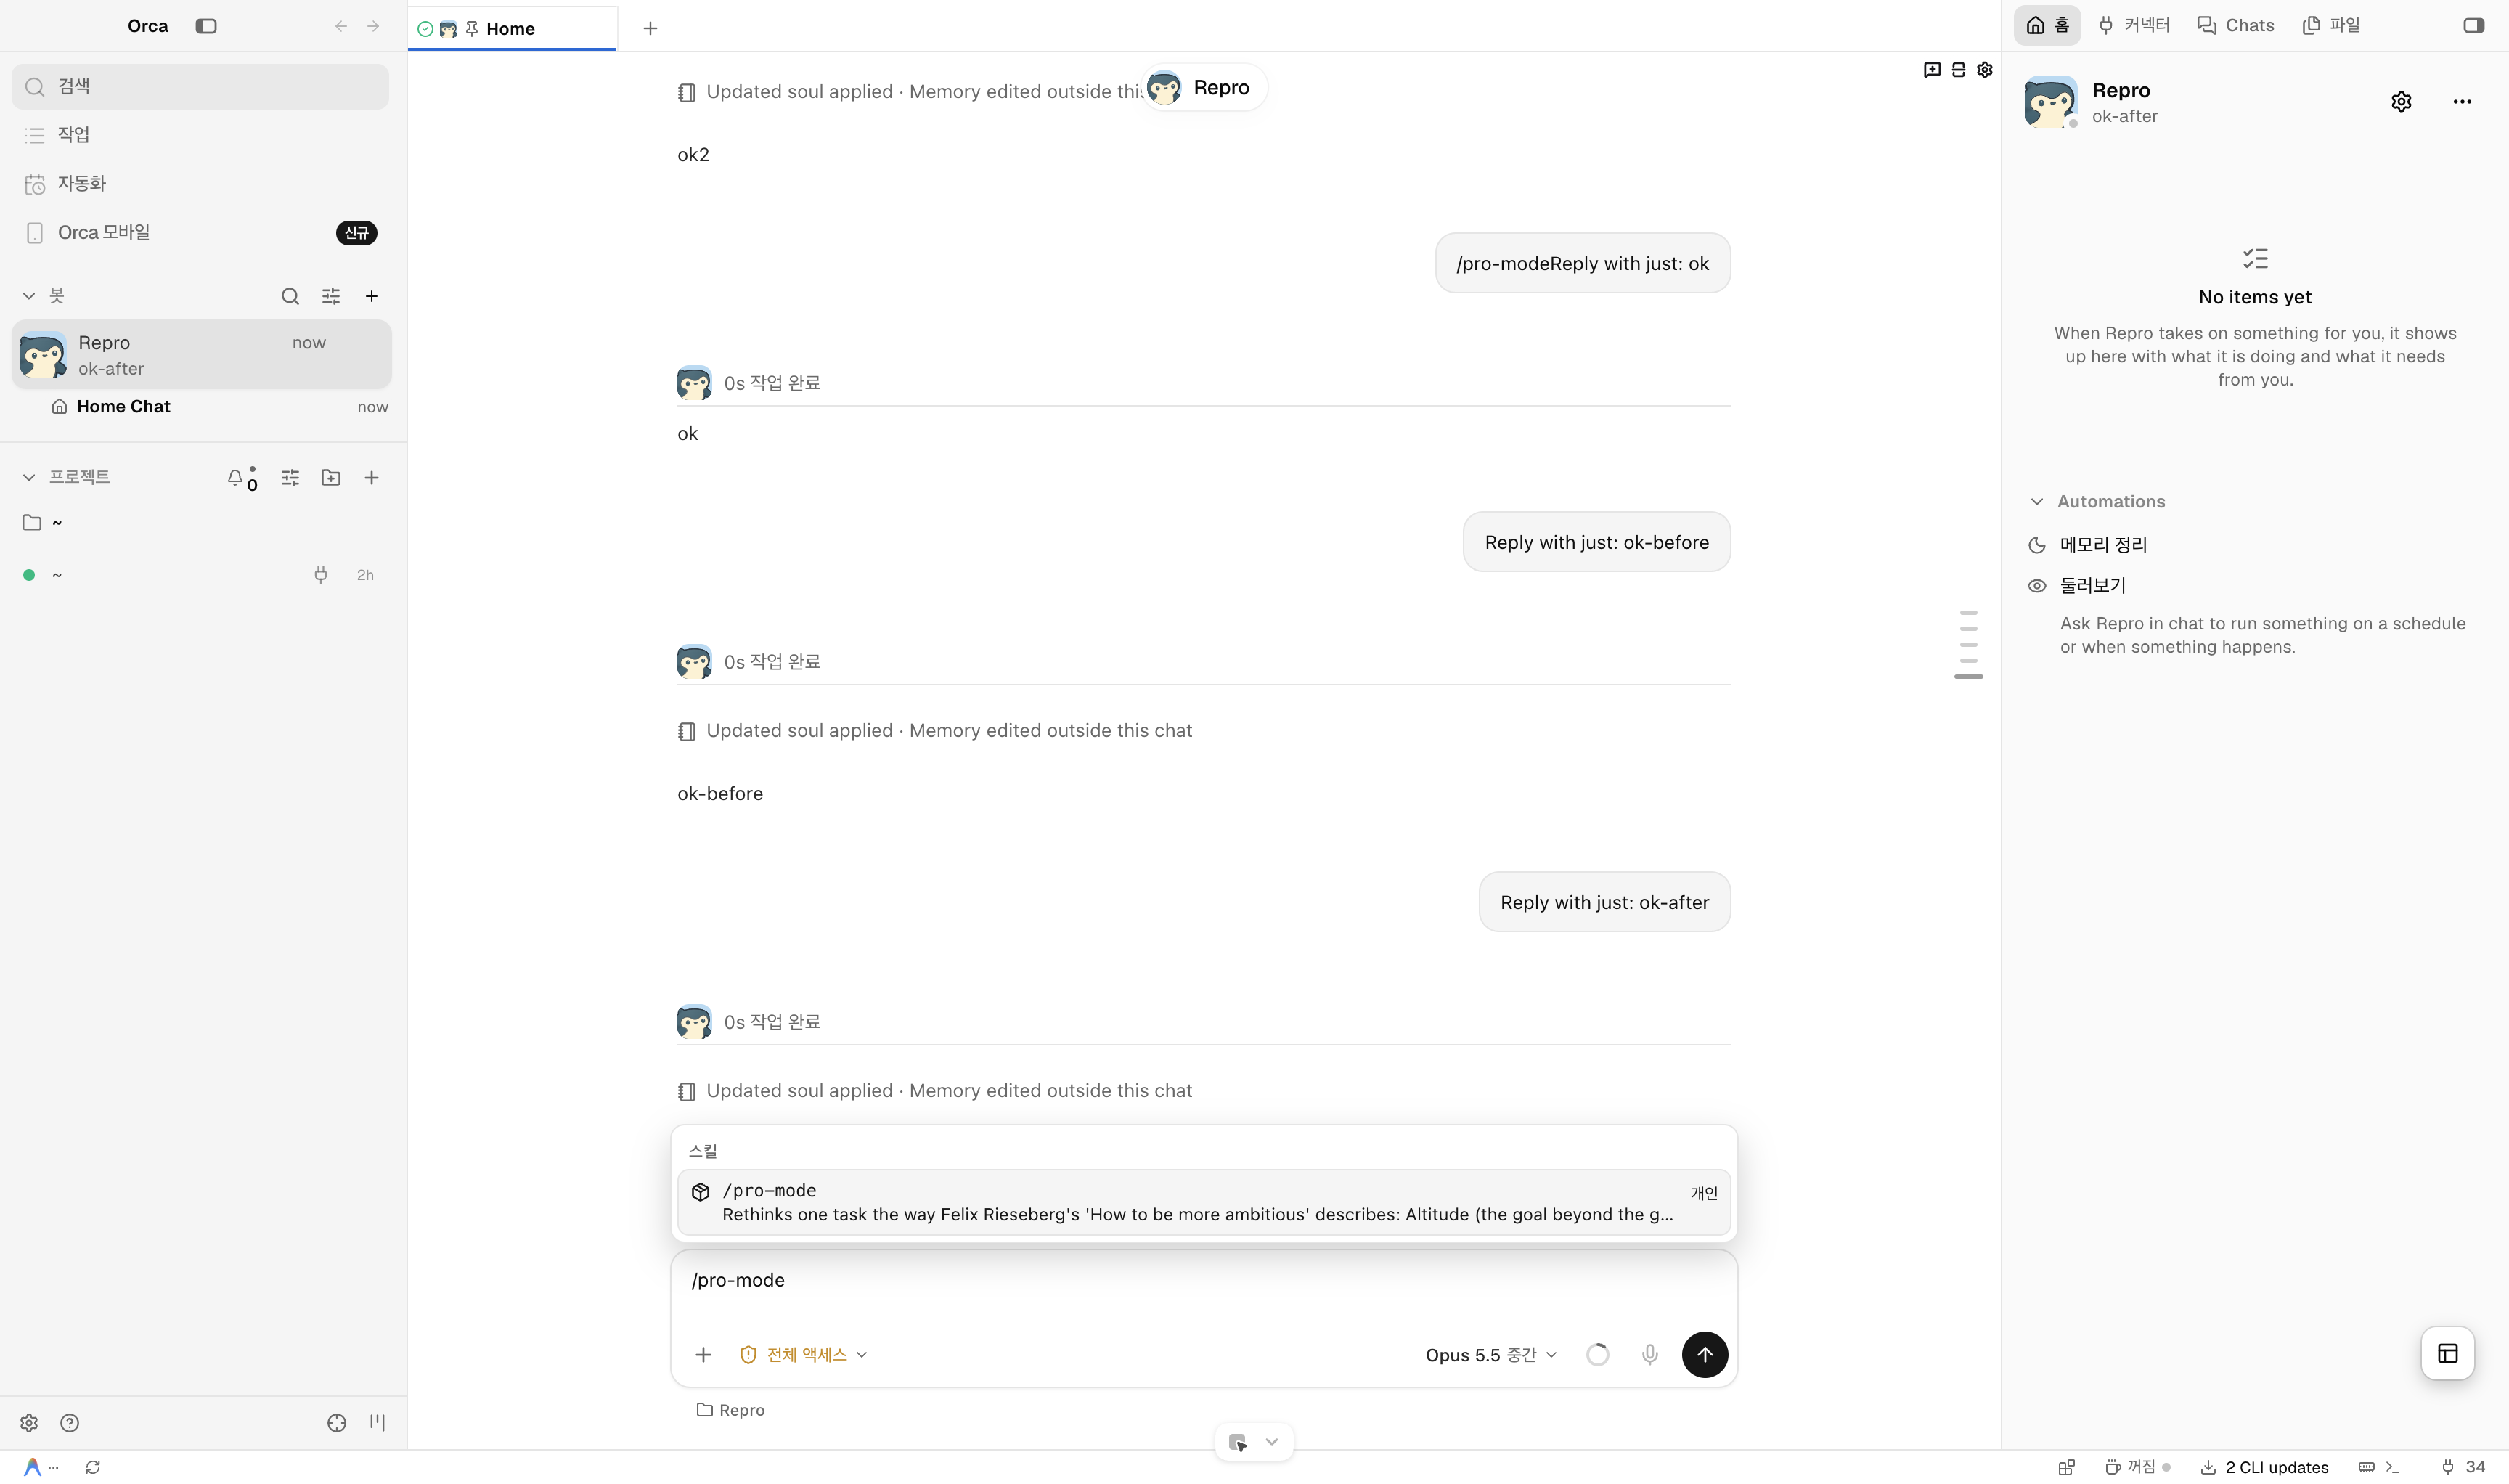 Orca
검색
작업
자동화
Orca 모바일
신규
봇
Repro
now
ok-after
Home Chat
now
프로젝트
0
~
~
2h
Home
Repro
Updated soul applied · Memory edited outside this
ok2
/pro-modeReply with just: ok
0s 작업 완료
ok
Reply with just: ok-before
0s 작업 완료
Updated soul applied · Memory edited outside this chat
ok-before
Reply with just: ok-after
0s 작업 완료
Updated soul applied · Memory edited outside this chat
스킬
/pro-mode
개인
Rethinks one task the way Felix Rieseberg's 'How to be more ambitious' describes: Altitude (the goal beyond the g...
/pro-mode
전체 액세스
Opus 5.5 중간
Repro
홈
커넥터
Chats
파일
Repro
ok-after
No items yet
When Repro takes on something for you, it shows
up here with what it is doing and what it needs
from you.
Automations
메모리 정리
둘러보기
Ask Repro in chat to run something on a schedule
or when something happens.
꺼짐
2 CLI updates
34